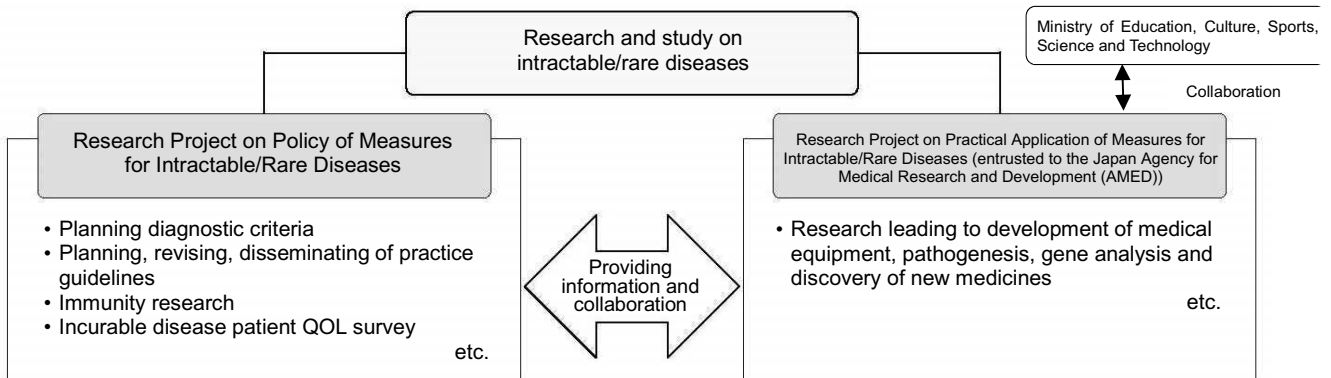 Research and study on
intractable/rare diseases
Ministry of Education, Culture, Sports,
Science and Technology
Collaboration
Research Project on Policy of Measures
for Intractable/Rare Diseases
Research Project on Practical Application of Measures for
Intractable/Rare Diseases (entrusted to the Japan Agency for
Medical Research and Development (AMED))
• Planning diagnostic criteria
• Planning, revising, disseminating of practice
guidelines
• Immunity research
• Incurable disease patient QOL survey
etc.
Providing
information and
collaboration
• Research leading to development of medical
equipment, pathogenesis, gene analysis and
discovery of new medicines
etc.